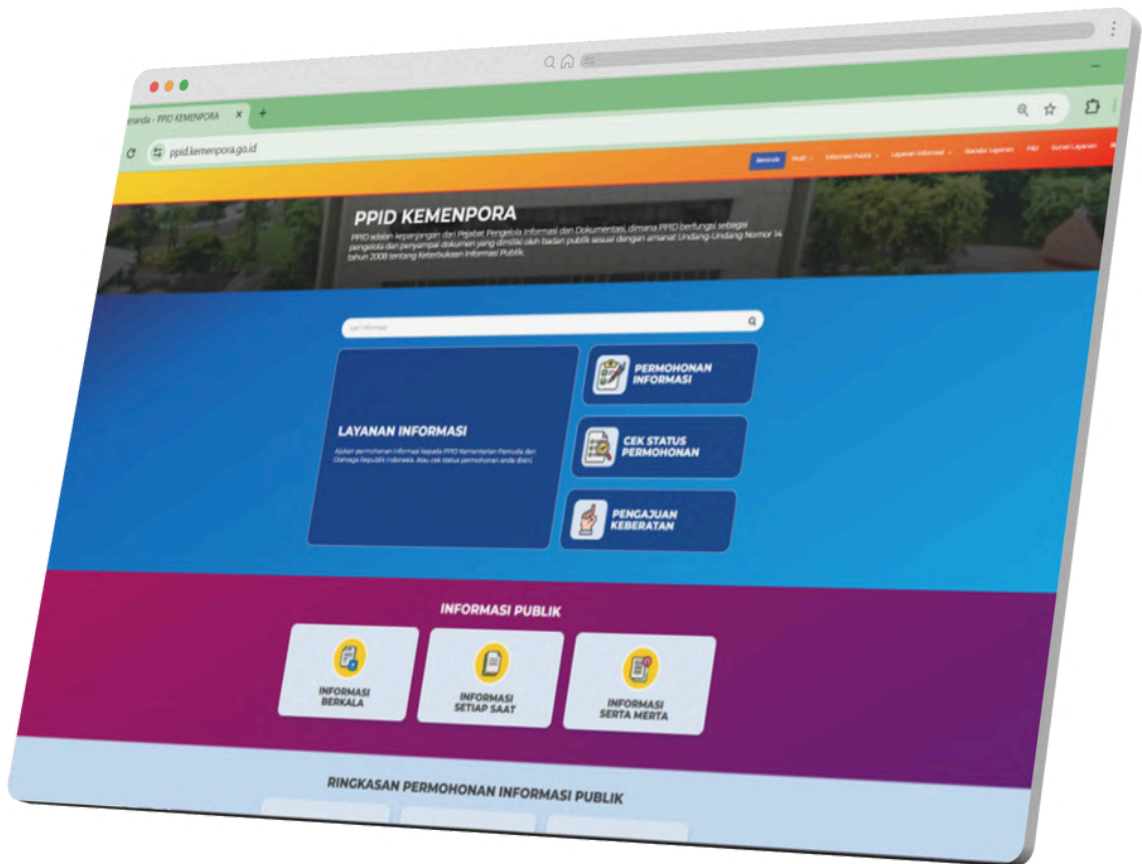 eranda - PPID KEMENPORA
ppid.kemenpora.go.id
Beranda Profil Informasi Publik Layanan Informasi Standar Layanan FAQ Survei Layanan
PPID KEMENPORA
PPID adalah kepanjangan dari Pejabat Pengelola Informasi dan Dokumentasi, dimana PPID berfungsi sebagai
pengelola dan penyampai dokumen yang dimiliki oleh badan publik sesuai dengan amanat Undang-Undang Nomor 14
tahun 2008 tentang Keterbukaan Informasi Publik.
Cari Informasi
LAYANAN INFORMASI
Ajukan permohonan informasi kepada PPID Kementerian Pemuda dan
Olahraga Republik Indonesia. Atau cek status permohonan anda disini.
PERMOHONAN
INFORMASI
CEK STATUS
PERMOHONAN
PENGAJUAN
KEBERATAN
INFORMASI PUBLIK
INFORMASI
BERKALA
INFORMASI
SETIAP SAAT
INFORMASI
SERTA MERTA
RINGKASAN PERMOHONAN INFORMASI PUBLIK